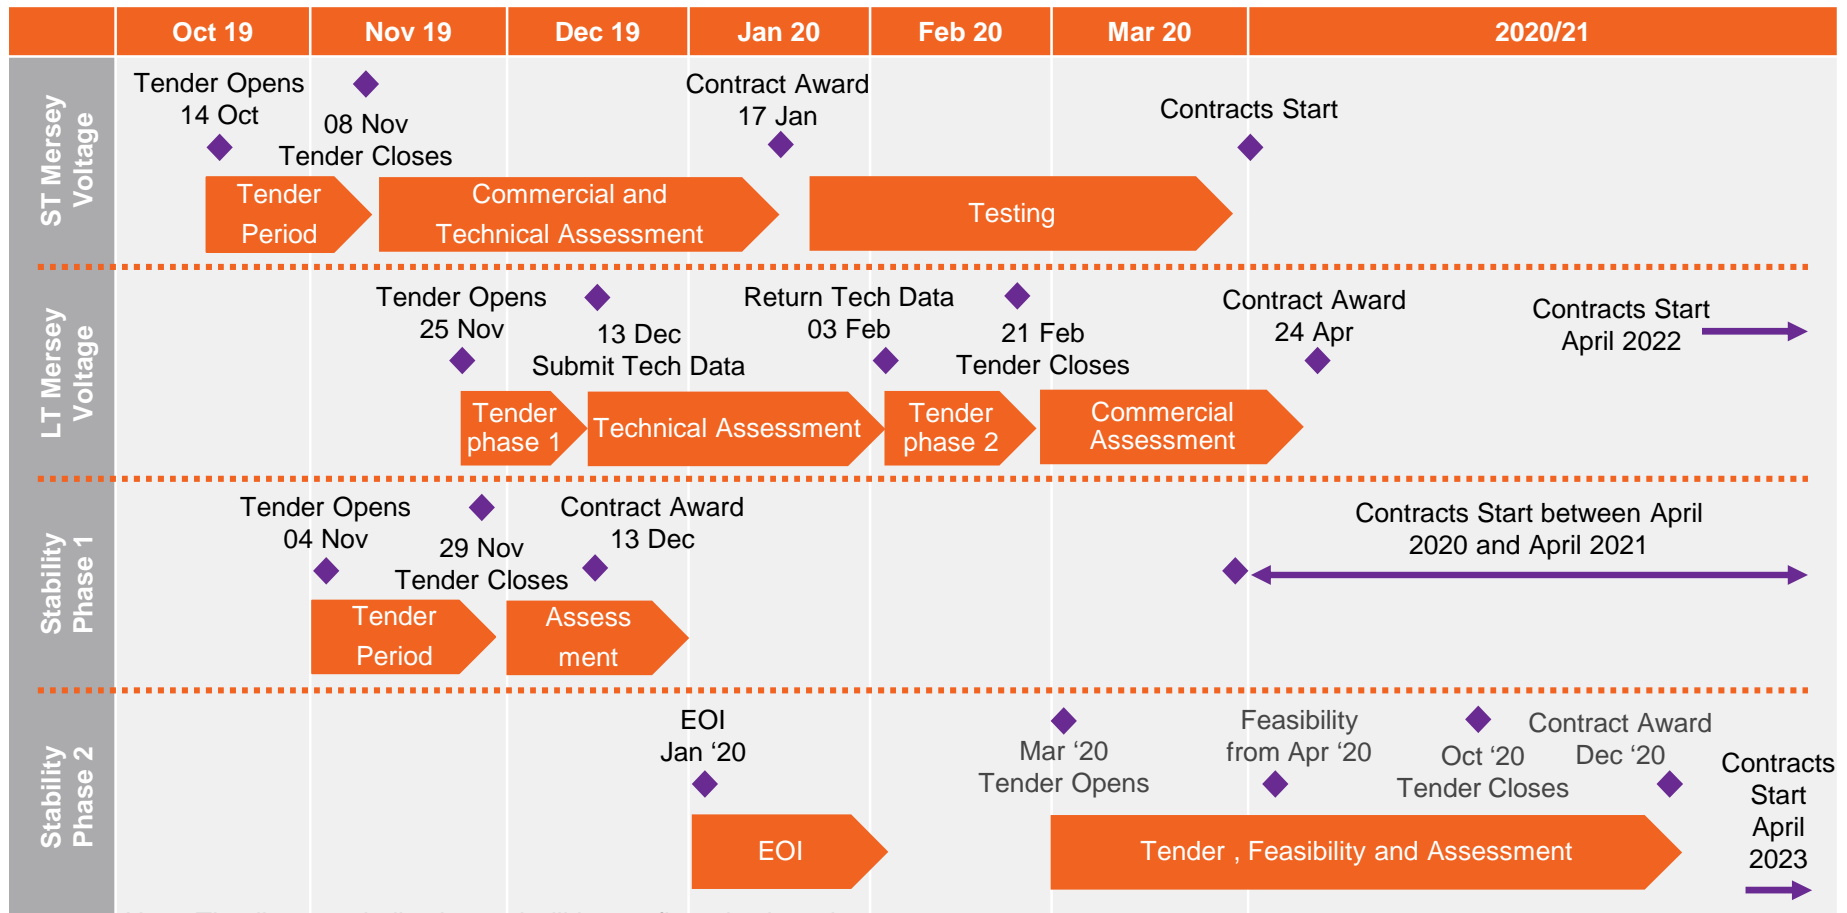 Oct 19
Nov 19
Dec 19
Jan 20
Feb 20
Mar 20
2020/21
ST Mersey
Voltage
Tender Opens
14 Oct
08 Nov
Tender Closes
Contract Award
17 Jan
Contracts Start
Tender
Period
Commercial and
Technical Assessment
Testing
LT Mersey
Voltage
Tender Opens
25 Nov
13 Dec
Submit Tech Data
Return Tech Data
03 Feb
21 Feb
Tender Closes
Contract Award
24 Apr
Contracts Start
April 2022
Tender
phase 1
Technical Assessment
Tender
phase 2
Commercial
Assessment
Stability
Phase 1
Tender Opens
04 Nov
29 Nov
Tender Closes
Contract Award
13 Dec
Contracts Start between April
2020 and April 2021
Tender
Period
Assess
ment
Stability
Phase 2
EOI
Jan ‘20
Mar ‘20
Tender Opens
Feasibility
from Apr ‘20
Oct ‘20
Tender Closes
Contract Award
Dec ‘20
Contracts
Start
April
2023
EOI
Tender , Feasibility and Assessment